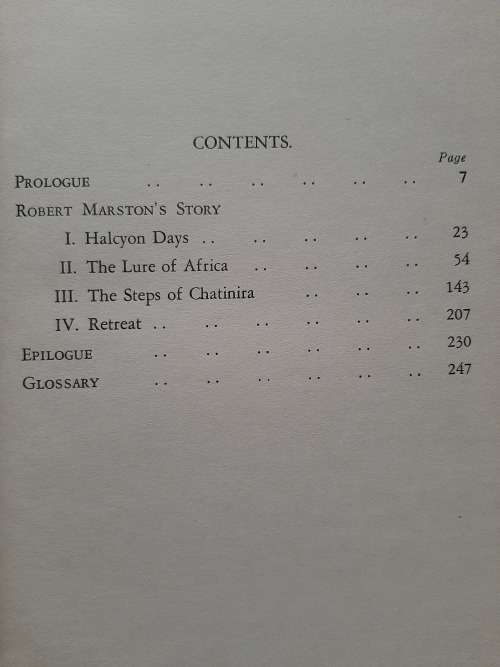 CONTENTS.
Page
PROLOGUE .. .. .. .. .. .. 7
ROBERT MARSTON'S STORY
I. Halcyon Days .. .. .. .. .. 23
II. The Lure of Africa .. .. .. .. 54
III. The Steps of Chatinira .. .. .. 143
IV. Retreat .. .. .. .. .. .. 207
EPILOGUE .. .. .. .. .. .. 230
GLOSSARY .. .. .. .. .. .. 247